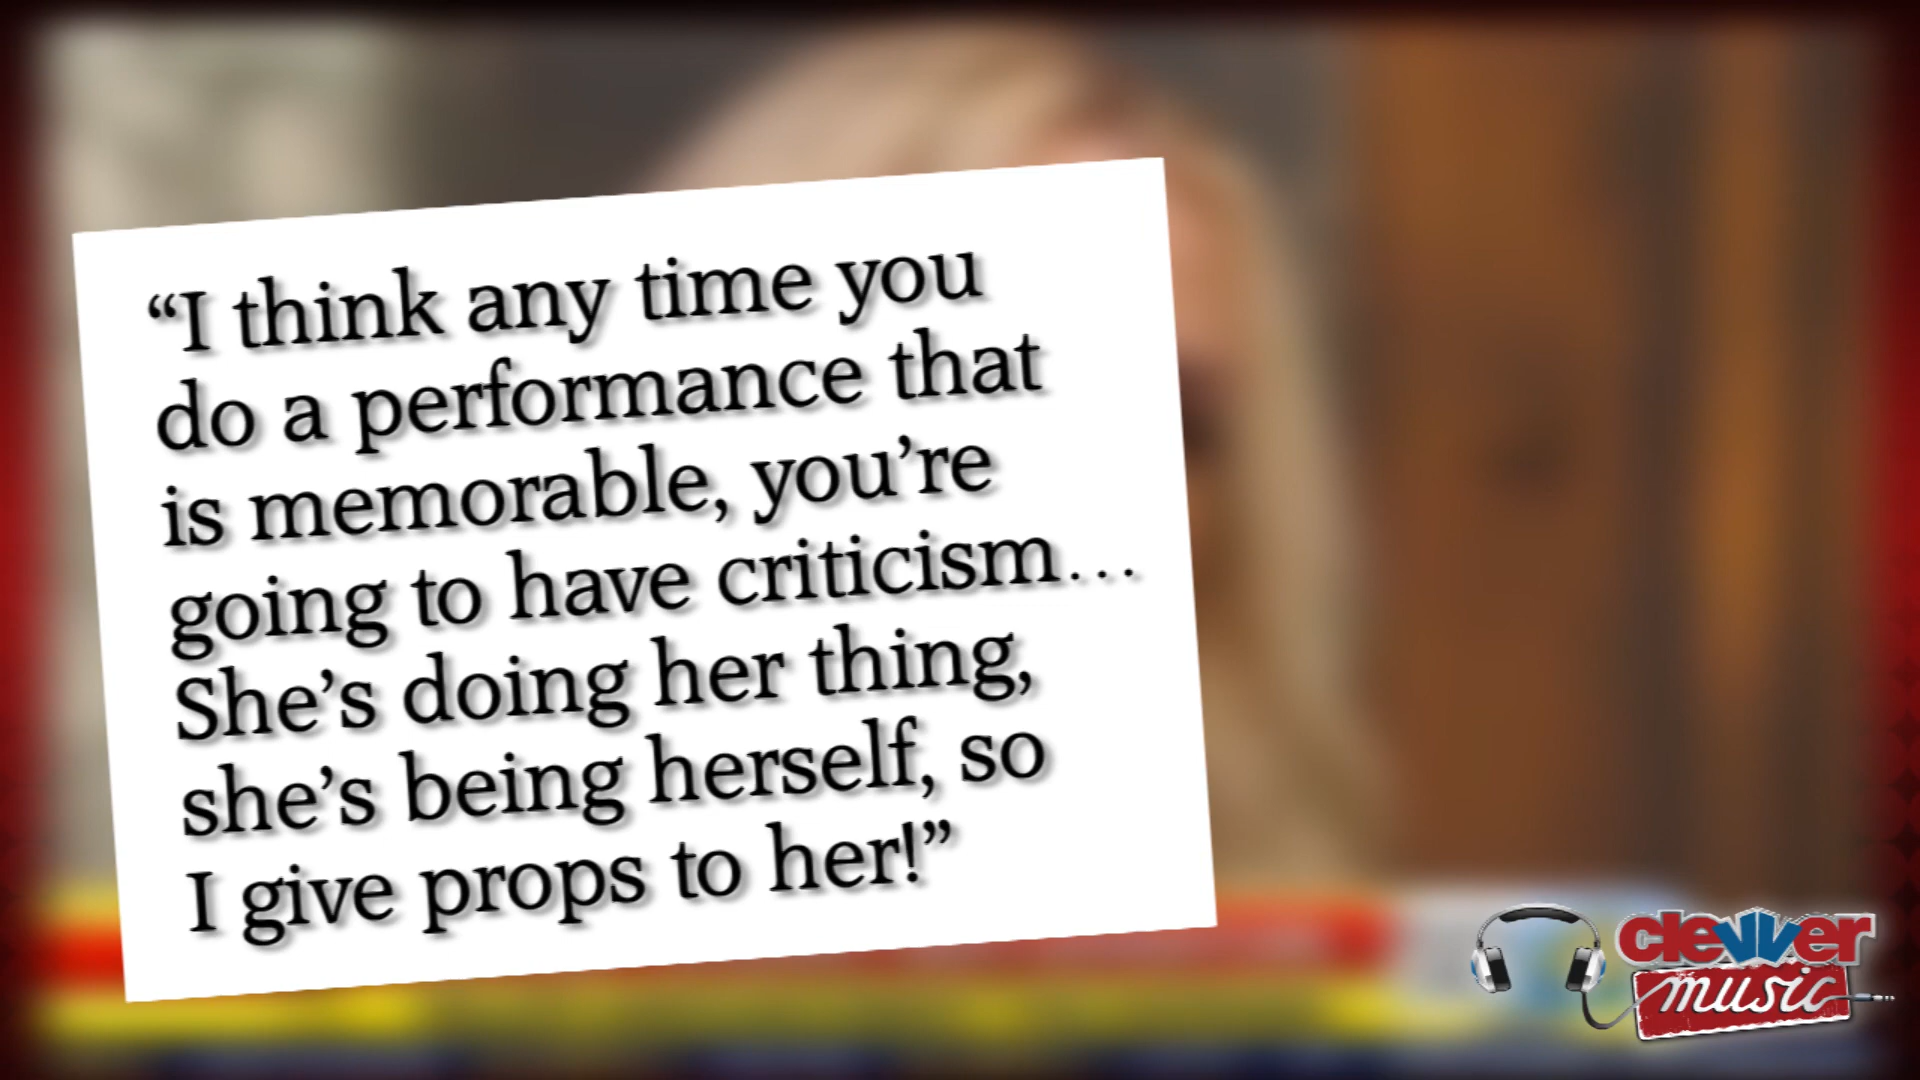 “I think any time you
do a performance that
is memorable, you’re
going to have criticism…
She’s doing her thing,
she’s being herself, so
I give props to her!”
clevver
music